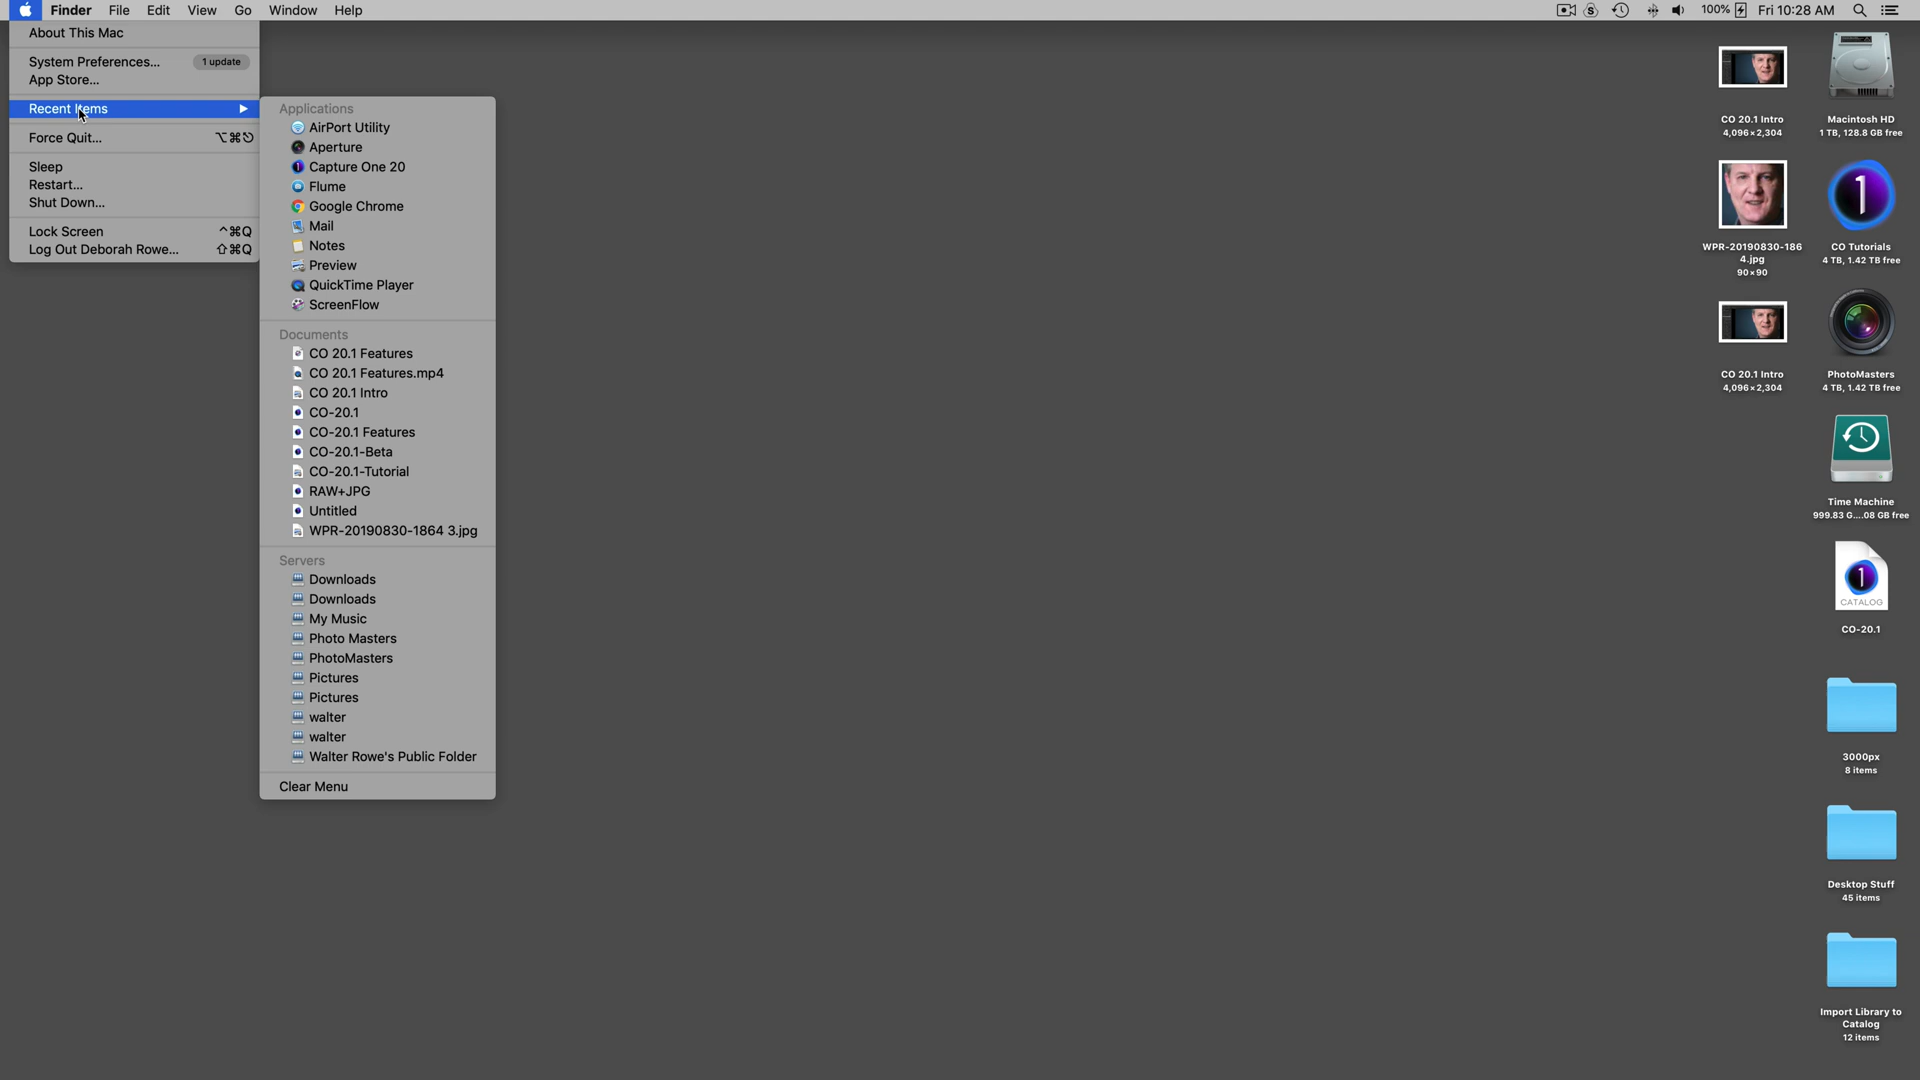 Finder File Edit View Go Window Help
100% Fri 10:28 AM
About This Mac
System Preferences... 1 update
App Store...
Recent Items
Force Quit... ⌥⌘⎋
Sleep
Restart...
Shut Down...
Lock Screen ^⌘Q
Log Out Deborah Rowe... ⇧⌘Q
Applications
AirPort Utility
Aperture
Capture One 20
Flume
Google Chrome
Mail
Notes
Preview
QuickTime Player
ScreenFlow
Documents
CO 20.1 Features
CO 20.1 Features.mp4
CO 20.1 Intro
CO-20.1
CO-20.1 Features
CO-20.1-Beta
CO-20.1-Tutorial
RAW+JPG
Untitled
WPR-20190830-1864 3.jpg
Servers
Downloads
Downloads
My Music
Photo Masters
PhotoMasters
Pictures
Pictures
walter
walter
Walter Rowe's Public Folder
Clear Menu
CO 20.1 Intro
4,096×2,304
Macintosh HD
1 TB, 128.8 GB free
WPR-20190830-186
4.jpg
90×90
1
CO Tutorials
4 TB, 1.42 TB free
CO 20.1 Intro
4,096×2,304
PhotoMasters
4 TB, 1.42 TB free
Time Machine
999.83 G....08 GB free
1
CATALOG
CO-20.1
3000px
8 items
Desktop Stuff
45 items
Import Library to
Catalog
12 items